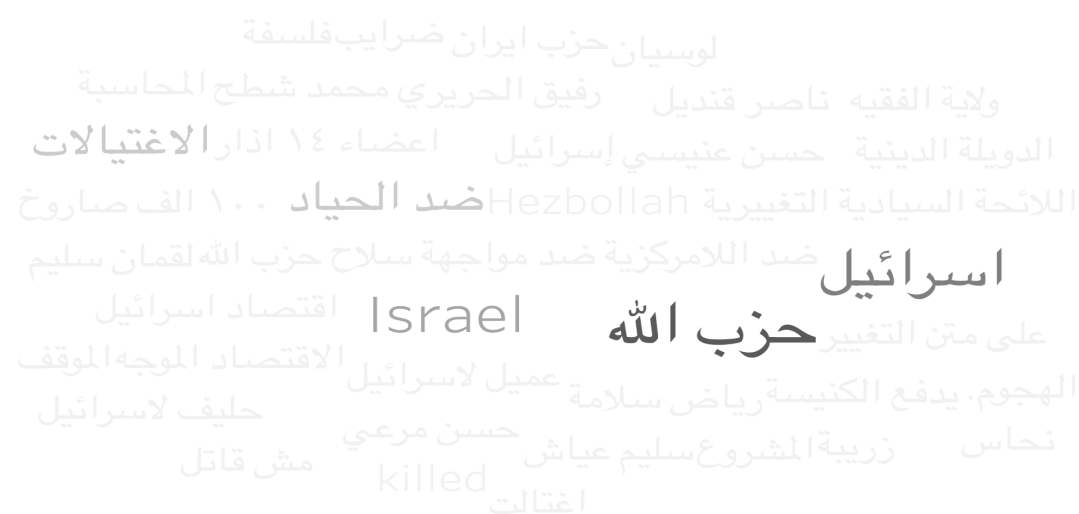 لوسيان حزب ايران ضرايب فلسفة
ولاية الفقيه ناصر قنديل رفيق الحريري محمد شطح المحاسبة
الدويلة الدينية حسن عنيسي إسرائيل اعضاء ١٤ اذار الاغتيالات
اللائحة السيادية التغييرية Hezbollah ضد الحياد ١٠٠ الف صاروخ
اسرائيل ضد اللامركزية ضد مواجهة سلاح حزب الله لقمان سليم
على متن التغيير حزب الله Israel اقتصاد اسرائيل
الهجوم. يدفع الكنيسة رياض سلامة عميل لاسرائيل الاقتصاد الموجه الموقف
نحاس زريبة المشروع سليم عياش حسن مرعي حليف لاسرائيل
killed مش قاتل
اغتالت